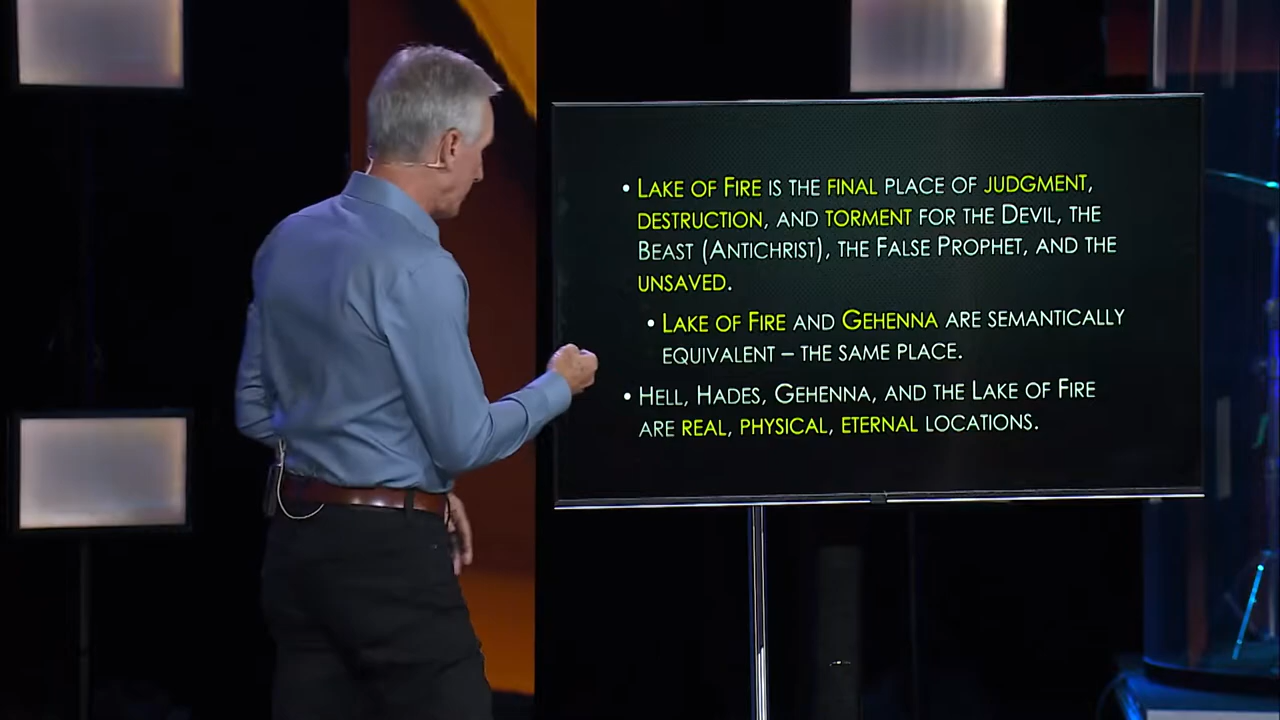 • LAKE OF FIRE IS THE FINAL PLACE OF JUDGMENT,
DESTRUCTION, AND TORMENT FOR THE DEVIL, THE
BEAST (ANTICHRIST), THE FALSE PROPHET, AND THE
UNSAVED.
• LAKE OF FIRE AND GEHENNA ARE SEMANTICALLY
EQUIVALENT – THE SAME PLACE.
• HELL, HADES, GEHENNA, AND THE LAKE OF FIRE
ARE REAL, PHYSICAL, ETERNAL LOCATIONS.